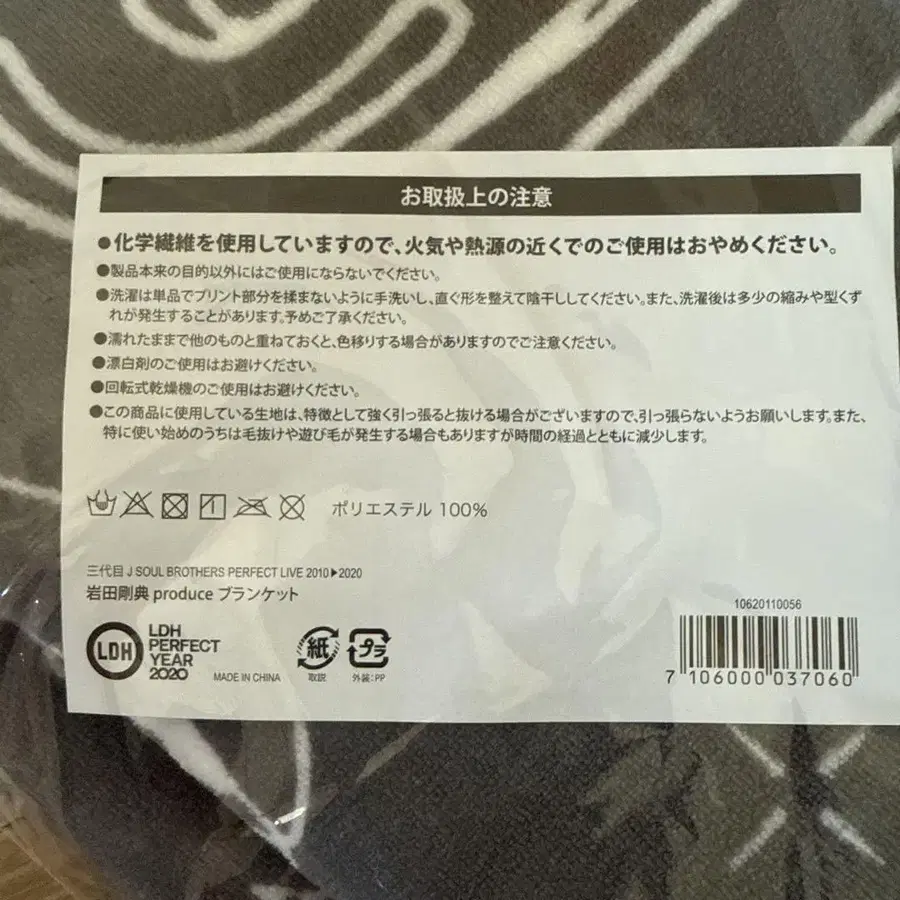 お取扱上の注意
●化学繊維を使用していますので、火気や熱源の近くでのご使用はおやめください。
●製品本来の目的以外にはご使用にならないでください。
●洗濯は単品でプリント部分を揉まないように手洗いし、直ぐ形を整えて陰干ししてください。また、洗濯後は多少の縮みや型くず
れが発生することがあります。予めご了承ください。
●濡れたままで他のものと重ねておくと、色移りする場合がありますのでご注意ください。
●漂白剤のご使用はお避けください。
●回転式乾燥機のご使用はお避けください。
●この商品に使用している生地は、特徴として強く引っ張ると抜ける場合がございますので、引っ張らないようお願いします。また、
特に使い始めのうちは毛抜けや遊び毛が発生する場合もありますが時間の経過とともに減少します。
ポリエステル 100%
三代目 J SOUL BROTHERS PERFECT LIVE 2010▶2020
岩田剛典 produce ブランケット
LDH
LDH
PERFECT
YEAR
2020
MADE IN CHINA
紙
取説
プラ
外装:PP
10620110056
7 106000 037060